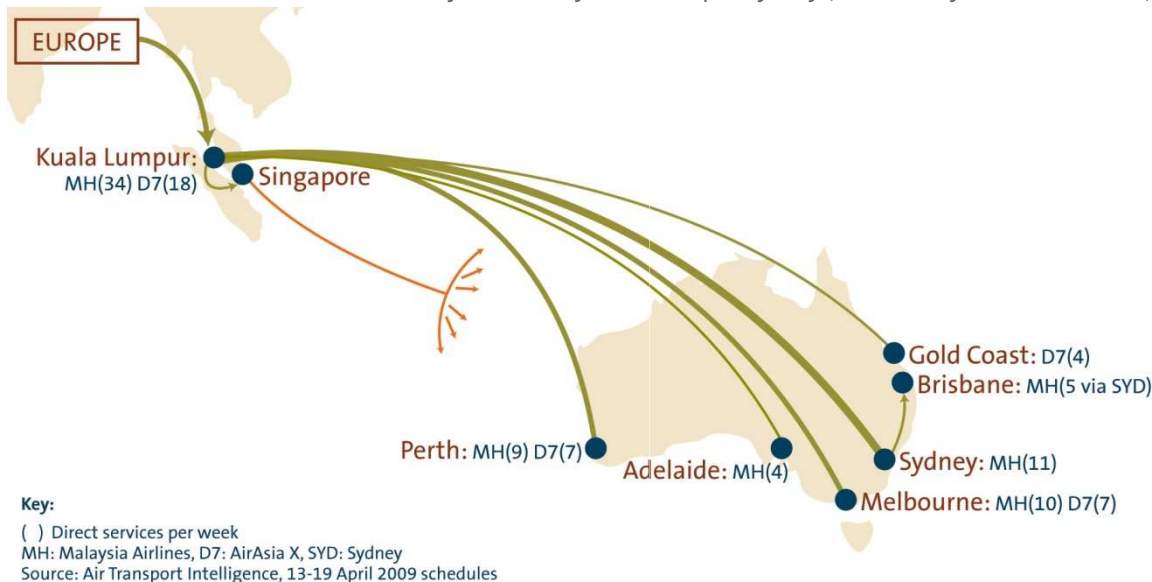 EUROPE
Kuala Lumpur:
MH(34) D7(18)
Singapore
Gold Coast: D7(4)
Brisbane: MH(5 via SYD)
Perth: MH(9) D7(7)
Adelaide: MH(4)
Sydney: MH(11)
Melbourne: MH(10) D7(7)
Key:
( ) Direct services per week
MH: Malaysia Airlines, D7: AirAsia X, SYD: Sydney
Source: Air Transport Intelligence, 13-19 April 2009 schedules